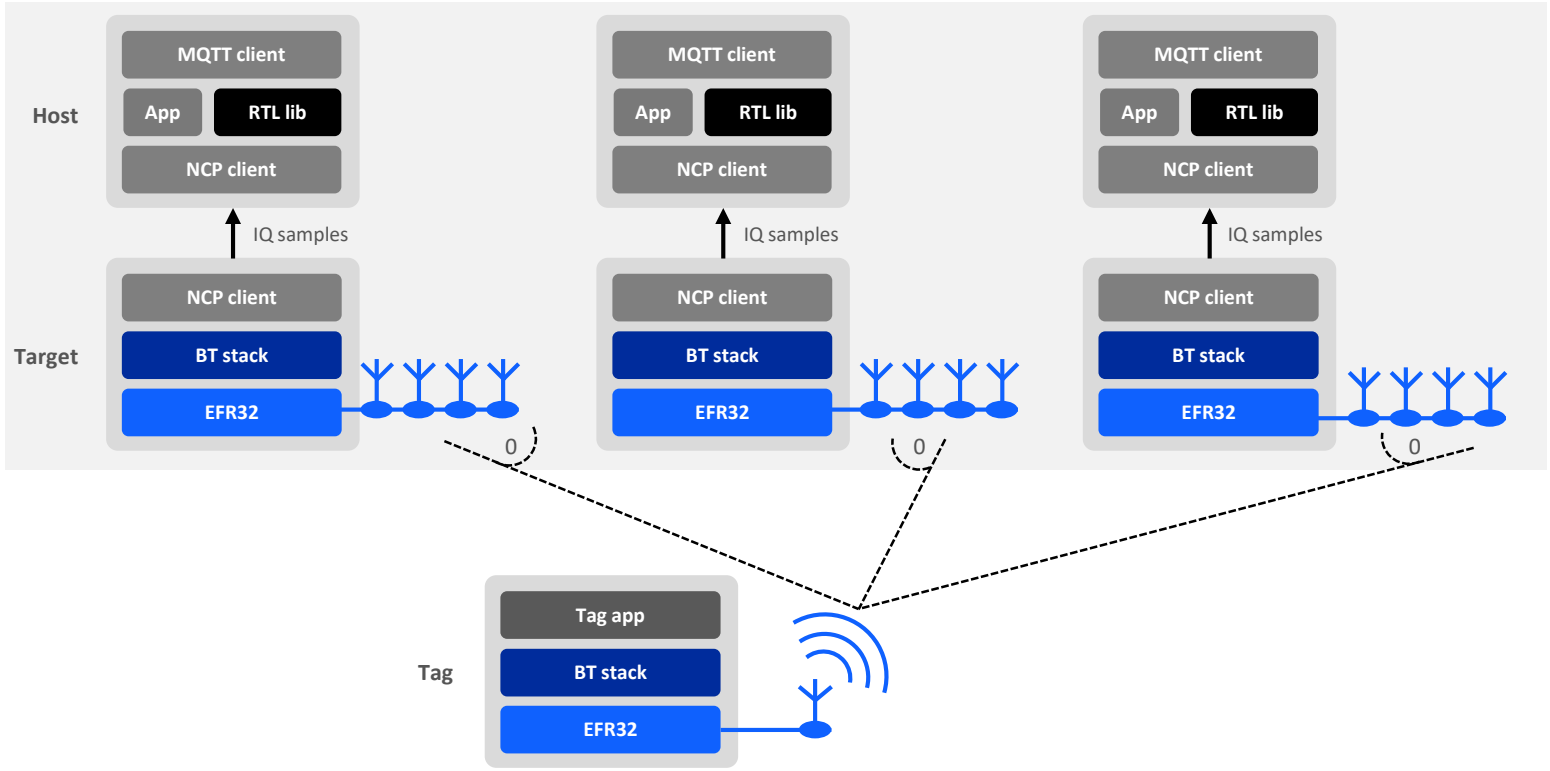 MQTT client
MQTT client
MQTT client
Host
App
RTL lib
App
RTL lib
App
RTL lib
NCP client
NCP client
NCP client
IQ samples
IQ samples
IQ samples
NCP client
NCP client
NCP client
Target
BT stack
BT stack
BT stack
EFR32
EFR32
EFR32
0
0
0
Tag app
Tag
BT stack
EFR32